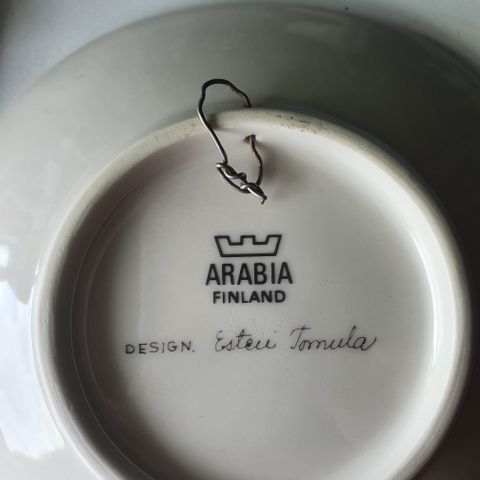 ARABIA
FINLAND
DESIGN. Esteri Tomula